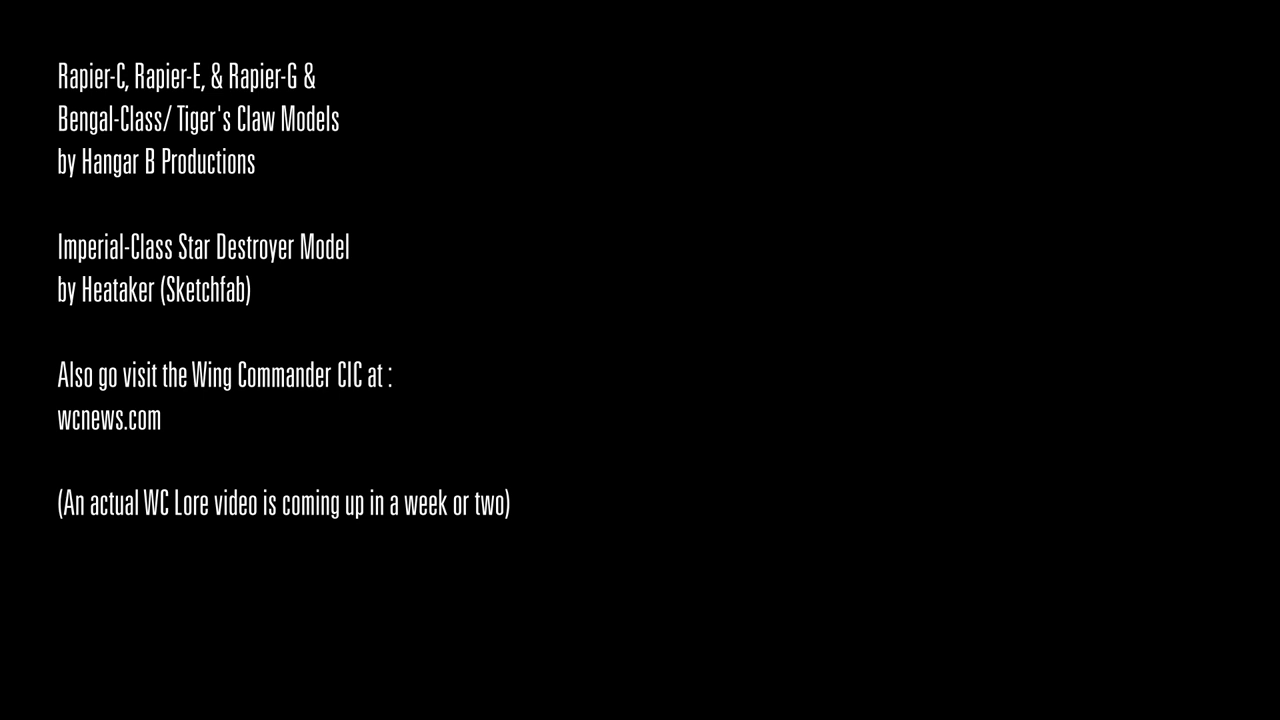 Rapier-C, Rapier-E, & Rapier-G &
Bengal-Class/ Tiger's Claw Models
by Hangar B Productions
Imperial-Class Star Destroyer Model
by Heataker (Sketchfab)
Also go visit the Wing Commander CIC at :
wcnews.com
(An actual WC Lore video is coming up in a week or two)